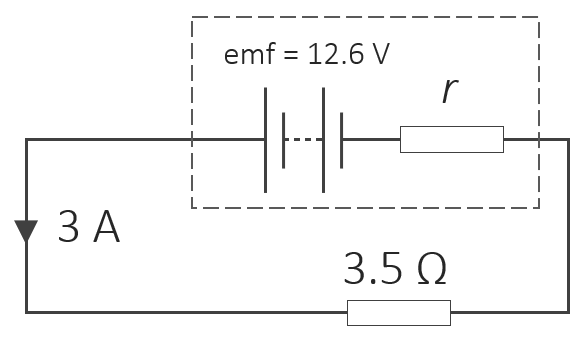 emf = 12.6 V
r
3 A
3.5 Ω